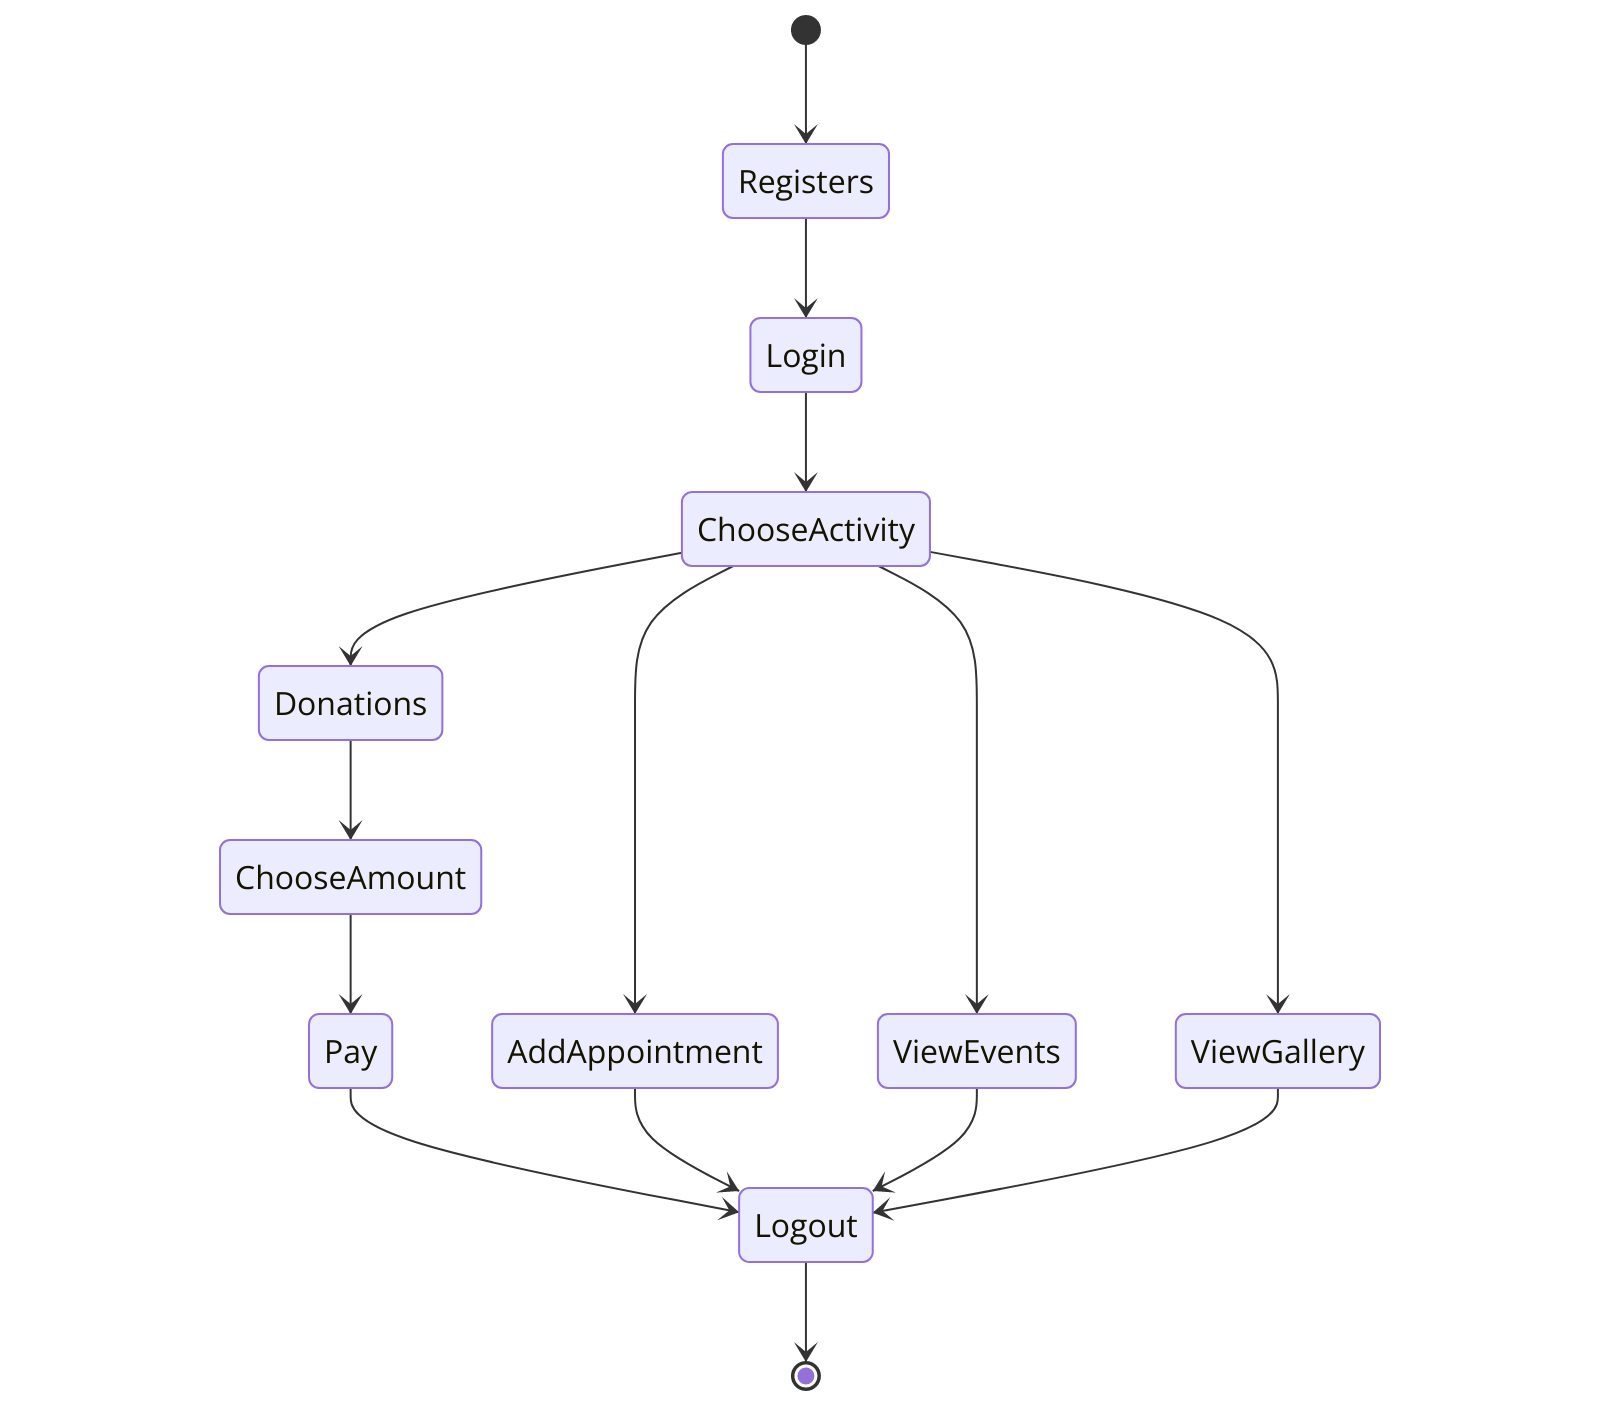 Registers
Login
ChooseActivity
Donations
ChooseAmount
Pay
AddAppointment
ViewEvents
ViewGallery
Logout